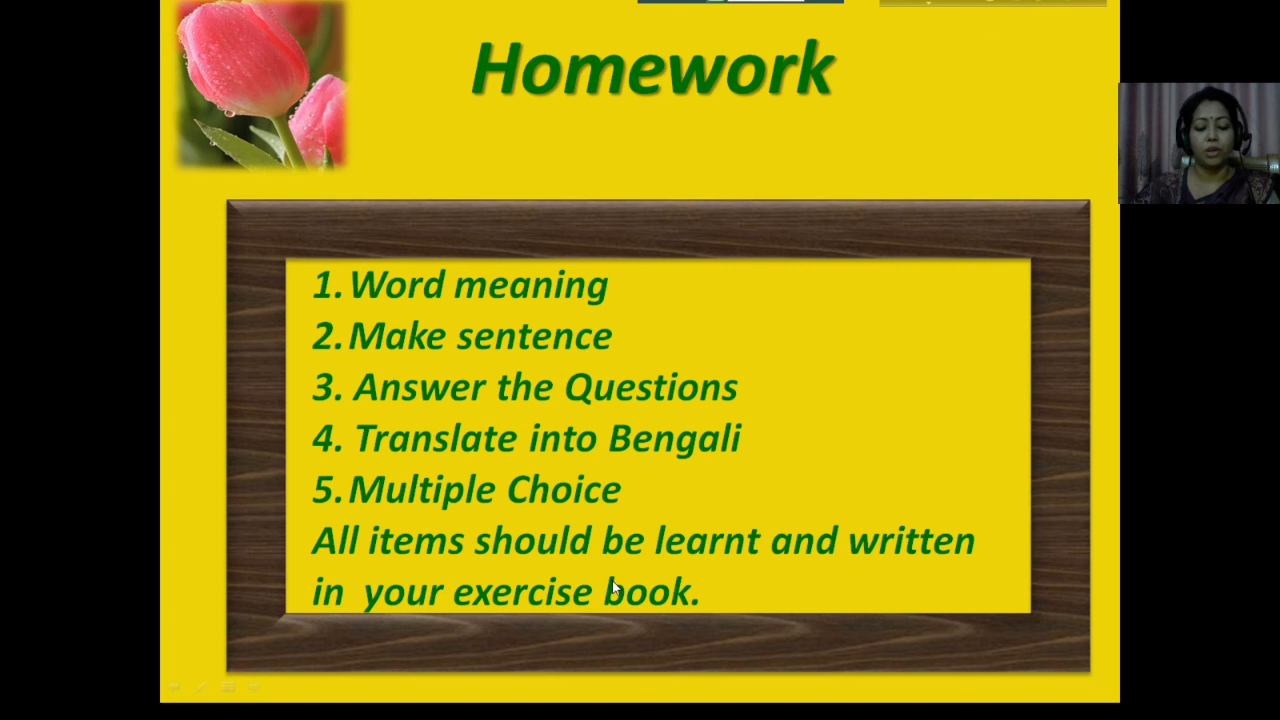 Homework
1. Word meaning
2. Make sentence
3. Answer the Questions
4. Translate into Bengali
5. Multiple Choice
All items should be learnt and written
in your exercise book.